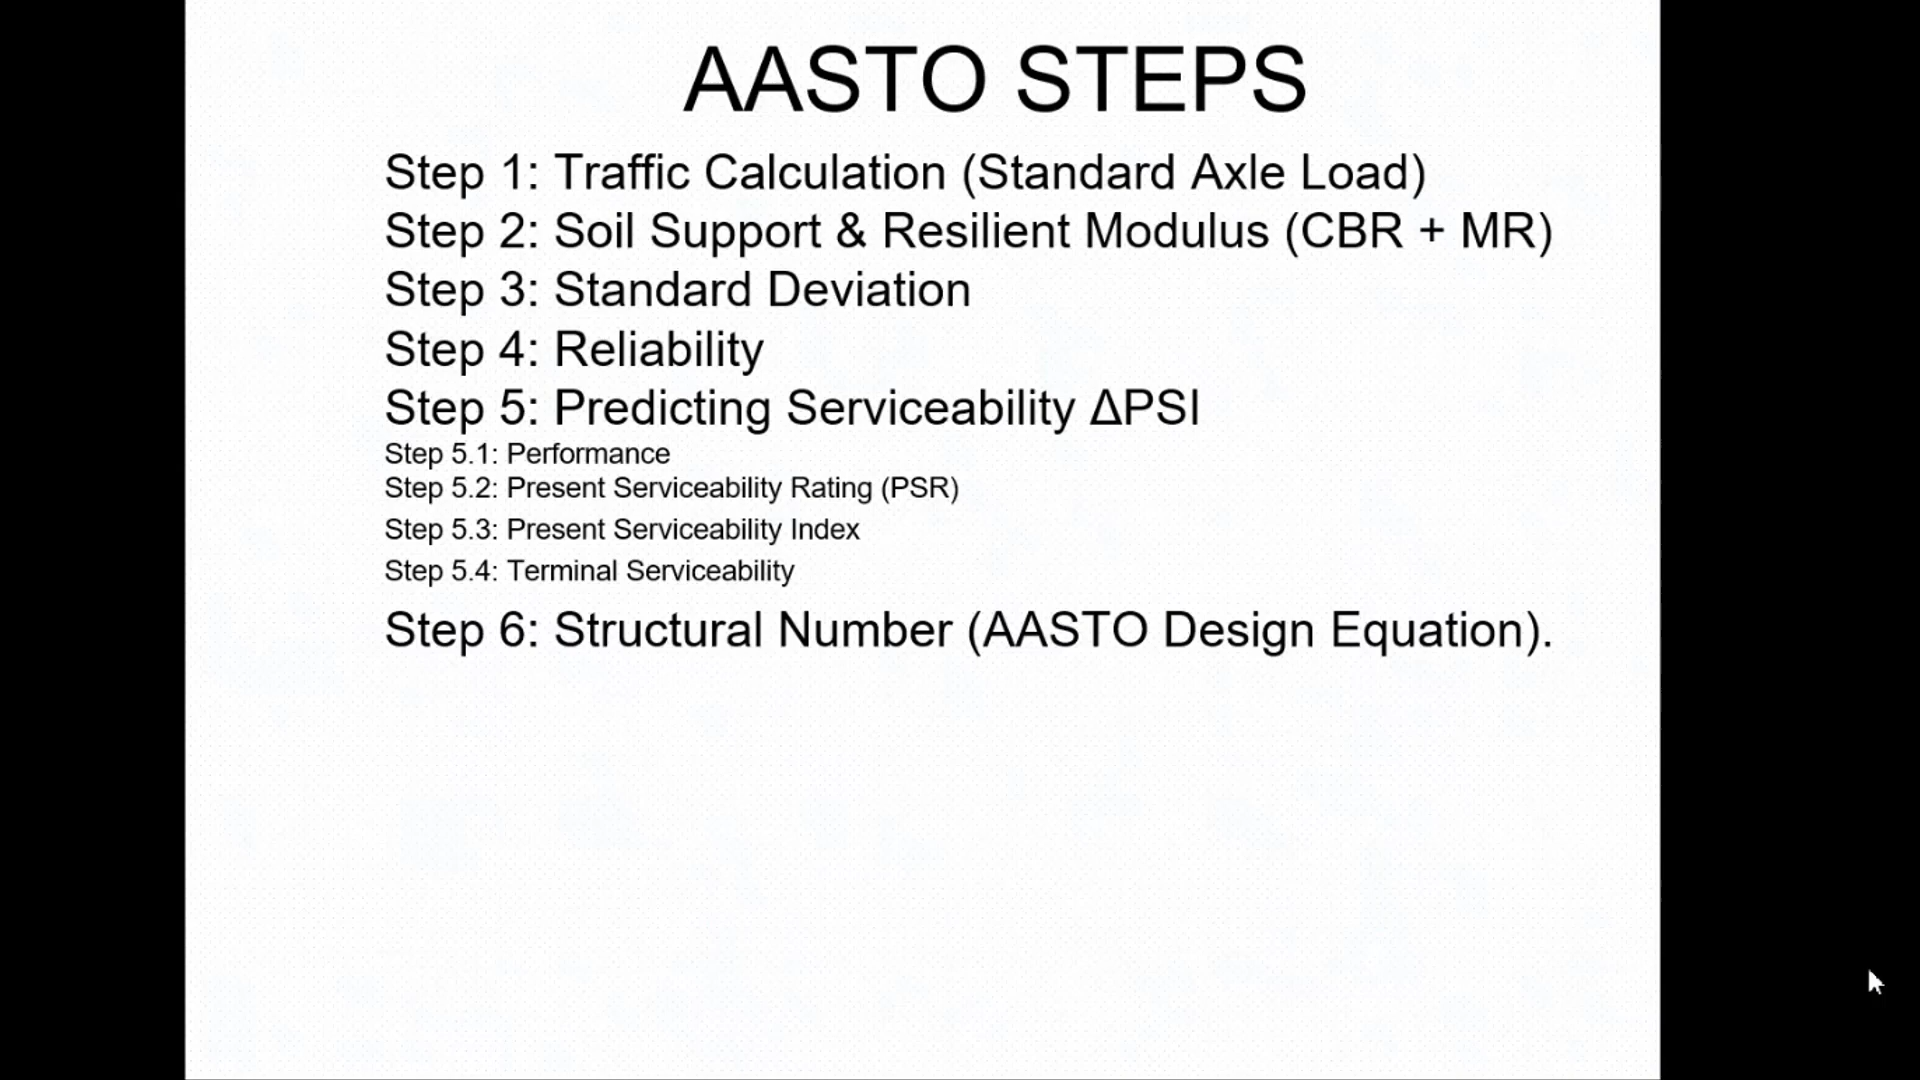 AASTO STEPS
Step 1: Traffic Calculation (Standard Axle Load)
Step 2: Soil Support & Resilient Modulus (CBR + MR)
Step 3: Standard Deviation
Step 4: Reliability
Step 5: Predicting Serviceability ΔPSI
Step 5.1: Performance
Step 5.2: Present Serviceability Rating (PSR)
Step 5.3: Present Serviceability Index
Step 5.4: Terminal Serviceability
Step 6: Structural Number (AASTO Design Equation).